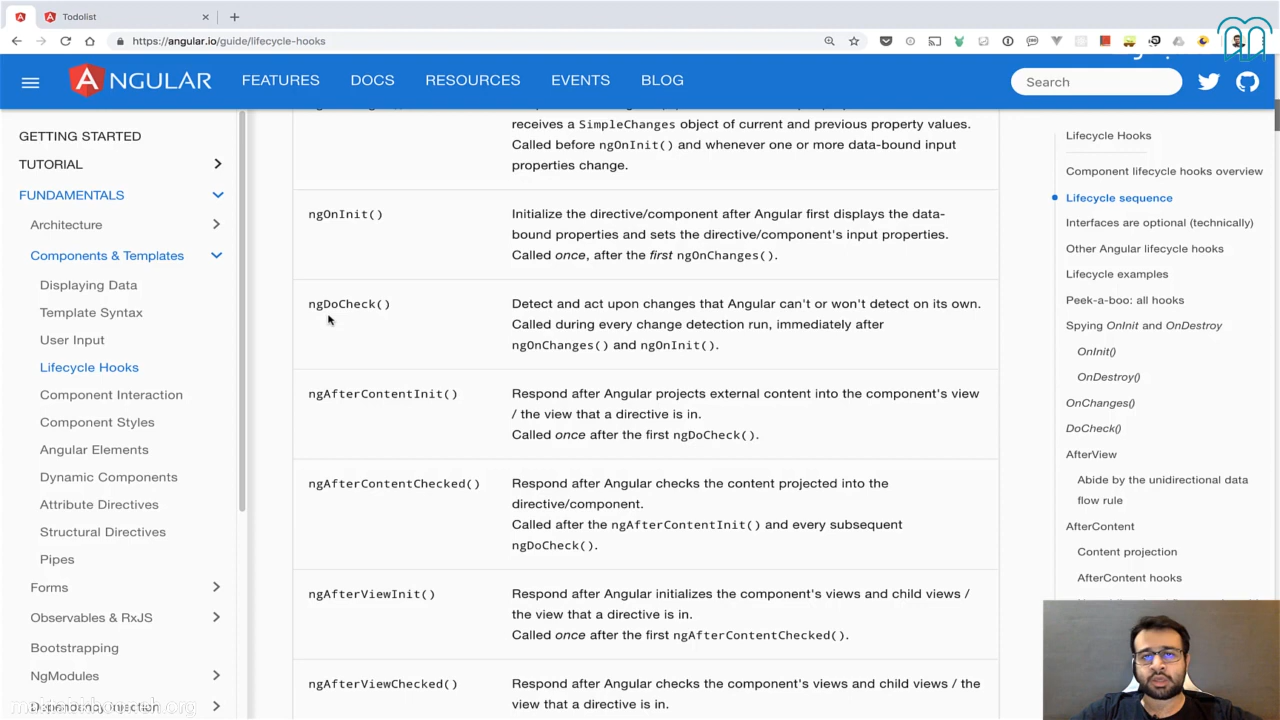 Todolist
https://angular.io/guide/lifecycle-hooks
ANGULAR
FEATURES
DOCS
RESOURCES
EVENTS
BLOG
Search
GETTING STARTED
TUTORIAL
FUNDAMENTALS
Architecture
Components & Templates
Displaying Data
Template Syntax
User Input
Lifecycle Hooks
Component Interaction
Component Styles
Angular Elements
Dynamic Components
Attribute Directives
Structural Directives
Pipes
Forms
Observables & RxJS
Bootstrapping
NgModules
Dependency Injection
receives a SimpleChanges object of current and previous property values.
Called before ngOnInit() and whenever one or more data-bound input
properties change.
ngOnInit()
Initialize the directive/component after Angular first displays the data-
bound properties and sets the directive/component's input properties.
Called once, after the first ngOnChanges().
ngDoCheck()
Detect and act upon changes that Angular can't or won't detect on its own.
Called during every change detection run, immediately after
ngOnChanges() and ngOnInit().
ngAfterContentInit()
Respond after Angular projects external content into the component's view
/ the view that a directive is in.
Called once after the first ngDoCheck().
ngAfterContentChecked()
Respond after Angular checks the content projected into the
directive/component.
Called after the ngAfterContentInit() and every subsequent
ngDoCheck().
ngAfterViewInit()
Respond after Angular initializes the component's views and child views /
the view that a directive is in.
Called once after the first ngAfterContentChecked().
ngAfterViewChecked()
Respond after Angular checks the component's views and child views / the
view that a directive is in.
Lifecycle Hooks
Component lifecycle hooks overview
Lifecycle sequence
Interfaces are optional (technically)
Other Angular lifecycle hooks
Lifecycle examples
Peek-a-boo: all hooks
Spying OnInit and OnDestroy
OnInit()
OnDestroy()
OnChanges()
DoCheck()
AfterView
Abide by the unidirectional data
flow rule
AfterContent
Content projection
AfterContent hooks